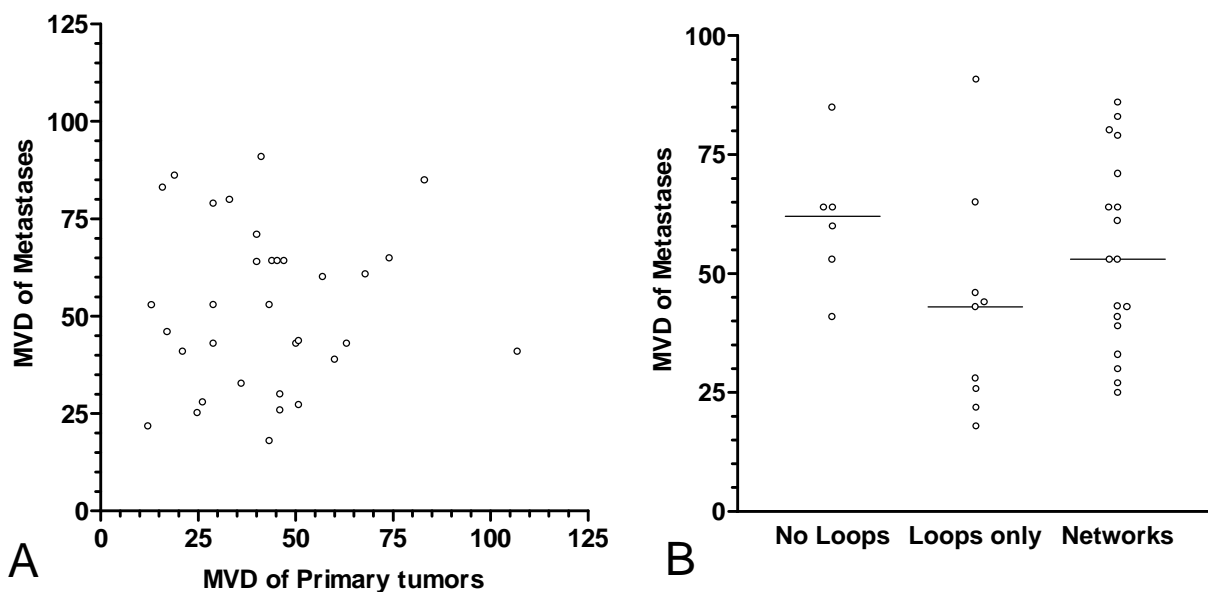 125
100
75
50
25
0
MVD of Metastases
0 25 50 75 100 125
MVD of Primary tumors
A
100
75
50
25
0
MVD of Metastases
No Loops Loops only Networks
B